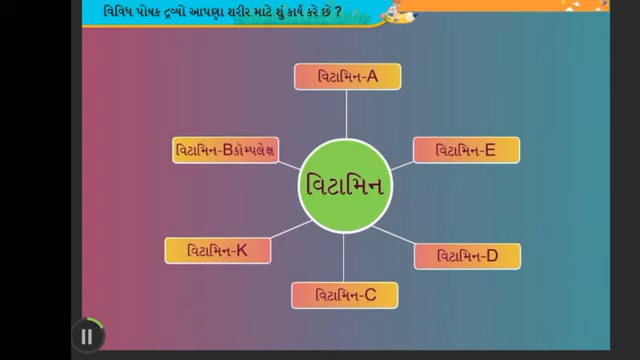 વિવિધ પોષક દ્રવ્યો આપણા શરીર માટે શું કાર્ય કરે છે ?
વિટામિન-A
વિટામિન-Bકૉમ્પલેક્ષ
વિટામિન-E
વિટામિન
વિટામિન-K
વિટામિન-D
વિટામિન-C